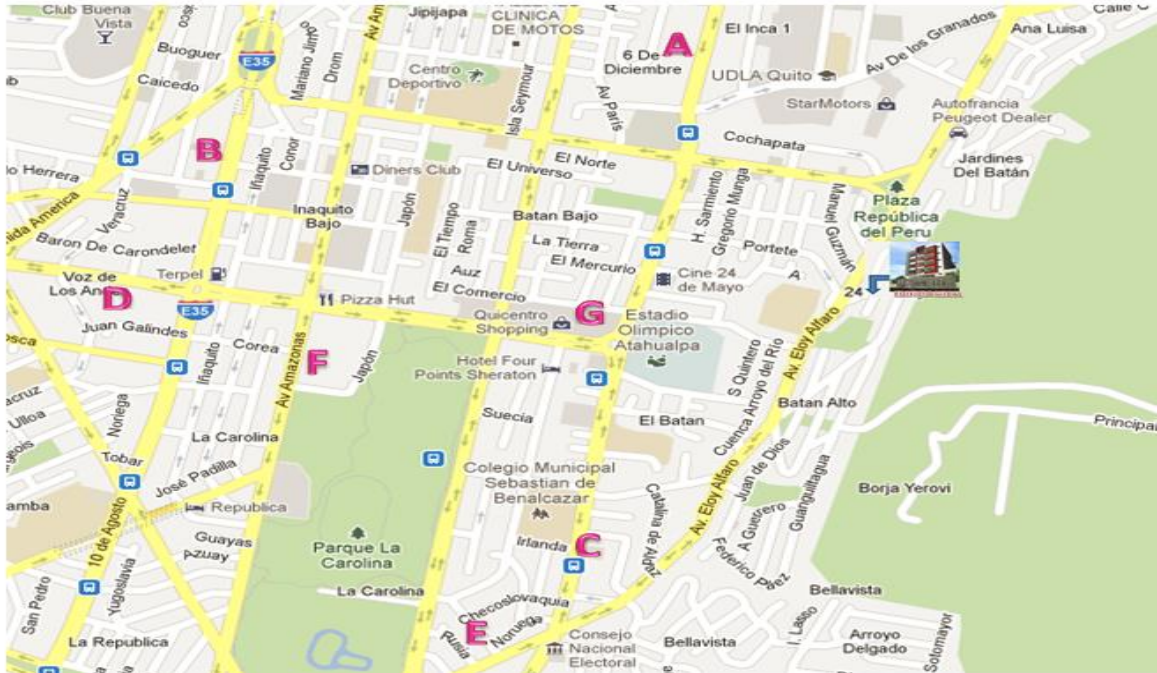 Club Buena
Vista
Buoguer
Caicedo
E35
Mariano Jimo
Drom
Jipijapa
CLINICA
DE MOTOS
Centro
Deportivo
Isla Seymour
6 De
Diciembre
A
Av París
El Inca 1
UDLA Quito
Av De los Granados
Ana Luisa
StarMotors
Autofrancia
Peugeot Dealer
Cochapata
Jardines
Del Batán
Plaza
República
del Peru
B
Iñaquito
Conor
Diners Club
El Norte
El Universo
Veracruz
Inaquito
Bajo
Japón
El Tiempo
Roma
Batan Bajo
H. Sarmiento
Gregorio Munga
Manuel Guzmán
Baron De Carondelet
La Tierra
El Mercurio
Portete
A
Terpel
Voz de
Los Ang
D
Auz
El Comercio
Cine 24
de Mayo
24
E35
Pizza Hut
Quicentro
Shopping
G
Estadio
Olimpico
Atahualpa
Av. Eloy Alfaro
Juan Galindes
Corea
Iñaquito
F
Japón
Av Amazonas
Hotel Four
Points Sheraton
S Quintero
Cuenca Arroyo del Río
Ulloa
Noriega
Suecia
El Batan
Batan Alto
Principal
La Carolina
Tobar
José Padilla
Republica
Colegio Municipal
Sebastian de
Benalcazar
Juan de Dios
Guanguiltagua
Borja Yerovi
Av. Eloy Alfaro
Catalina de Aldaz
Guayas
Azuay
10 de Agosto
Parque La
Carolina
Irlanda
C
A Guerrero
Federico Páez
San Pedro
Yugoslavia
La Carolina
Checoslovaquia
Bellavista
Rusia
E
Noruega
La Republica
Consejo
Nacional
Electoral
Bellavista
I. Lasso
Arroyo
Delgado
Sotomayor